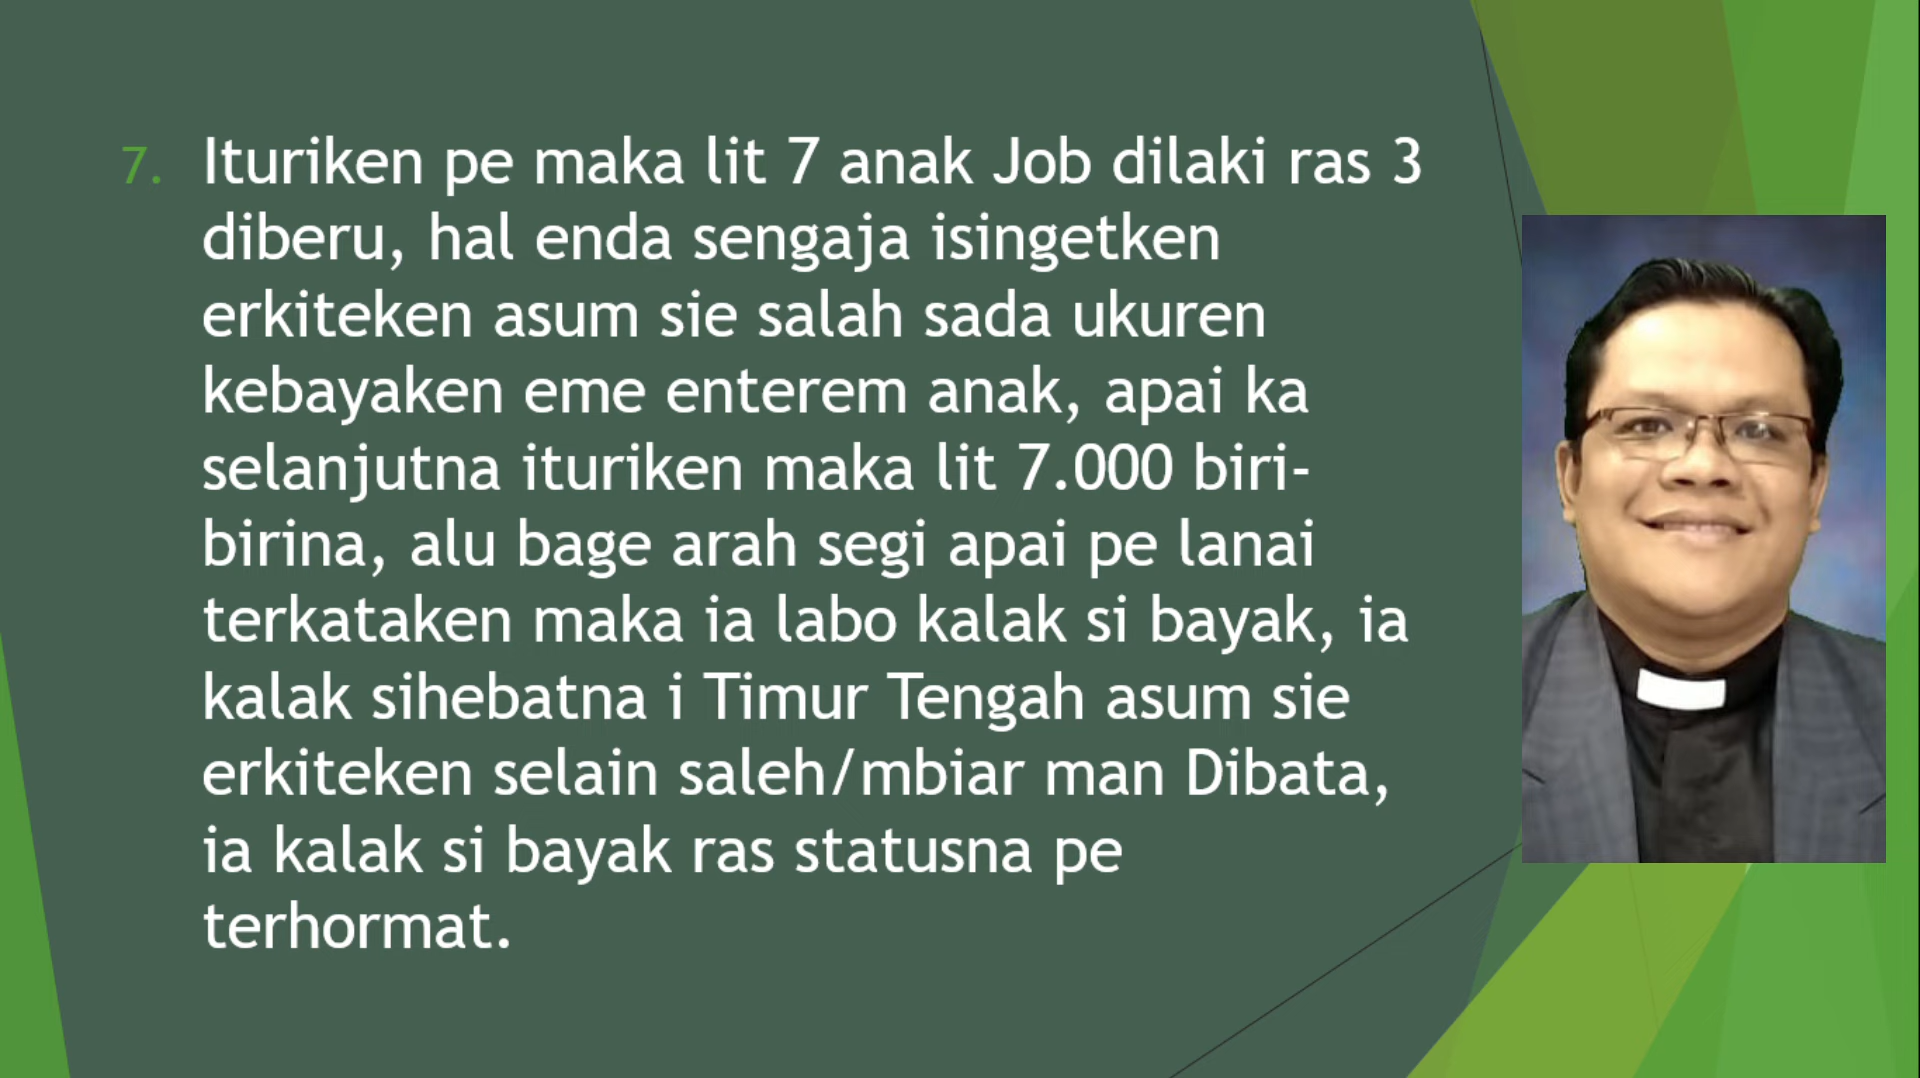 7. Ituriken pe maka lit 7 anak Job dilaki ras 3
diberu, hal enda sengaja isingetken
erkiteken asum sie salah sada ukuren
kebayaken eme enterem anak, apai ka
selanjutna ituriken maka lit 7.000 biri-
birina, alu bage arah segi apai pe lanai
terkataken maka ia labo kalak si bayak, ia
kalak sihebatna i Timur Tengah asum sie
erkiteken selain saleh/mbiar man Dibata,
ia kalak si bayak ras statusna pe
terhormat.